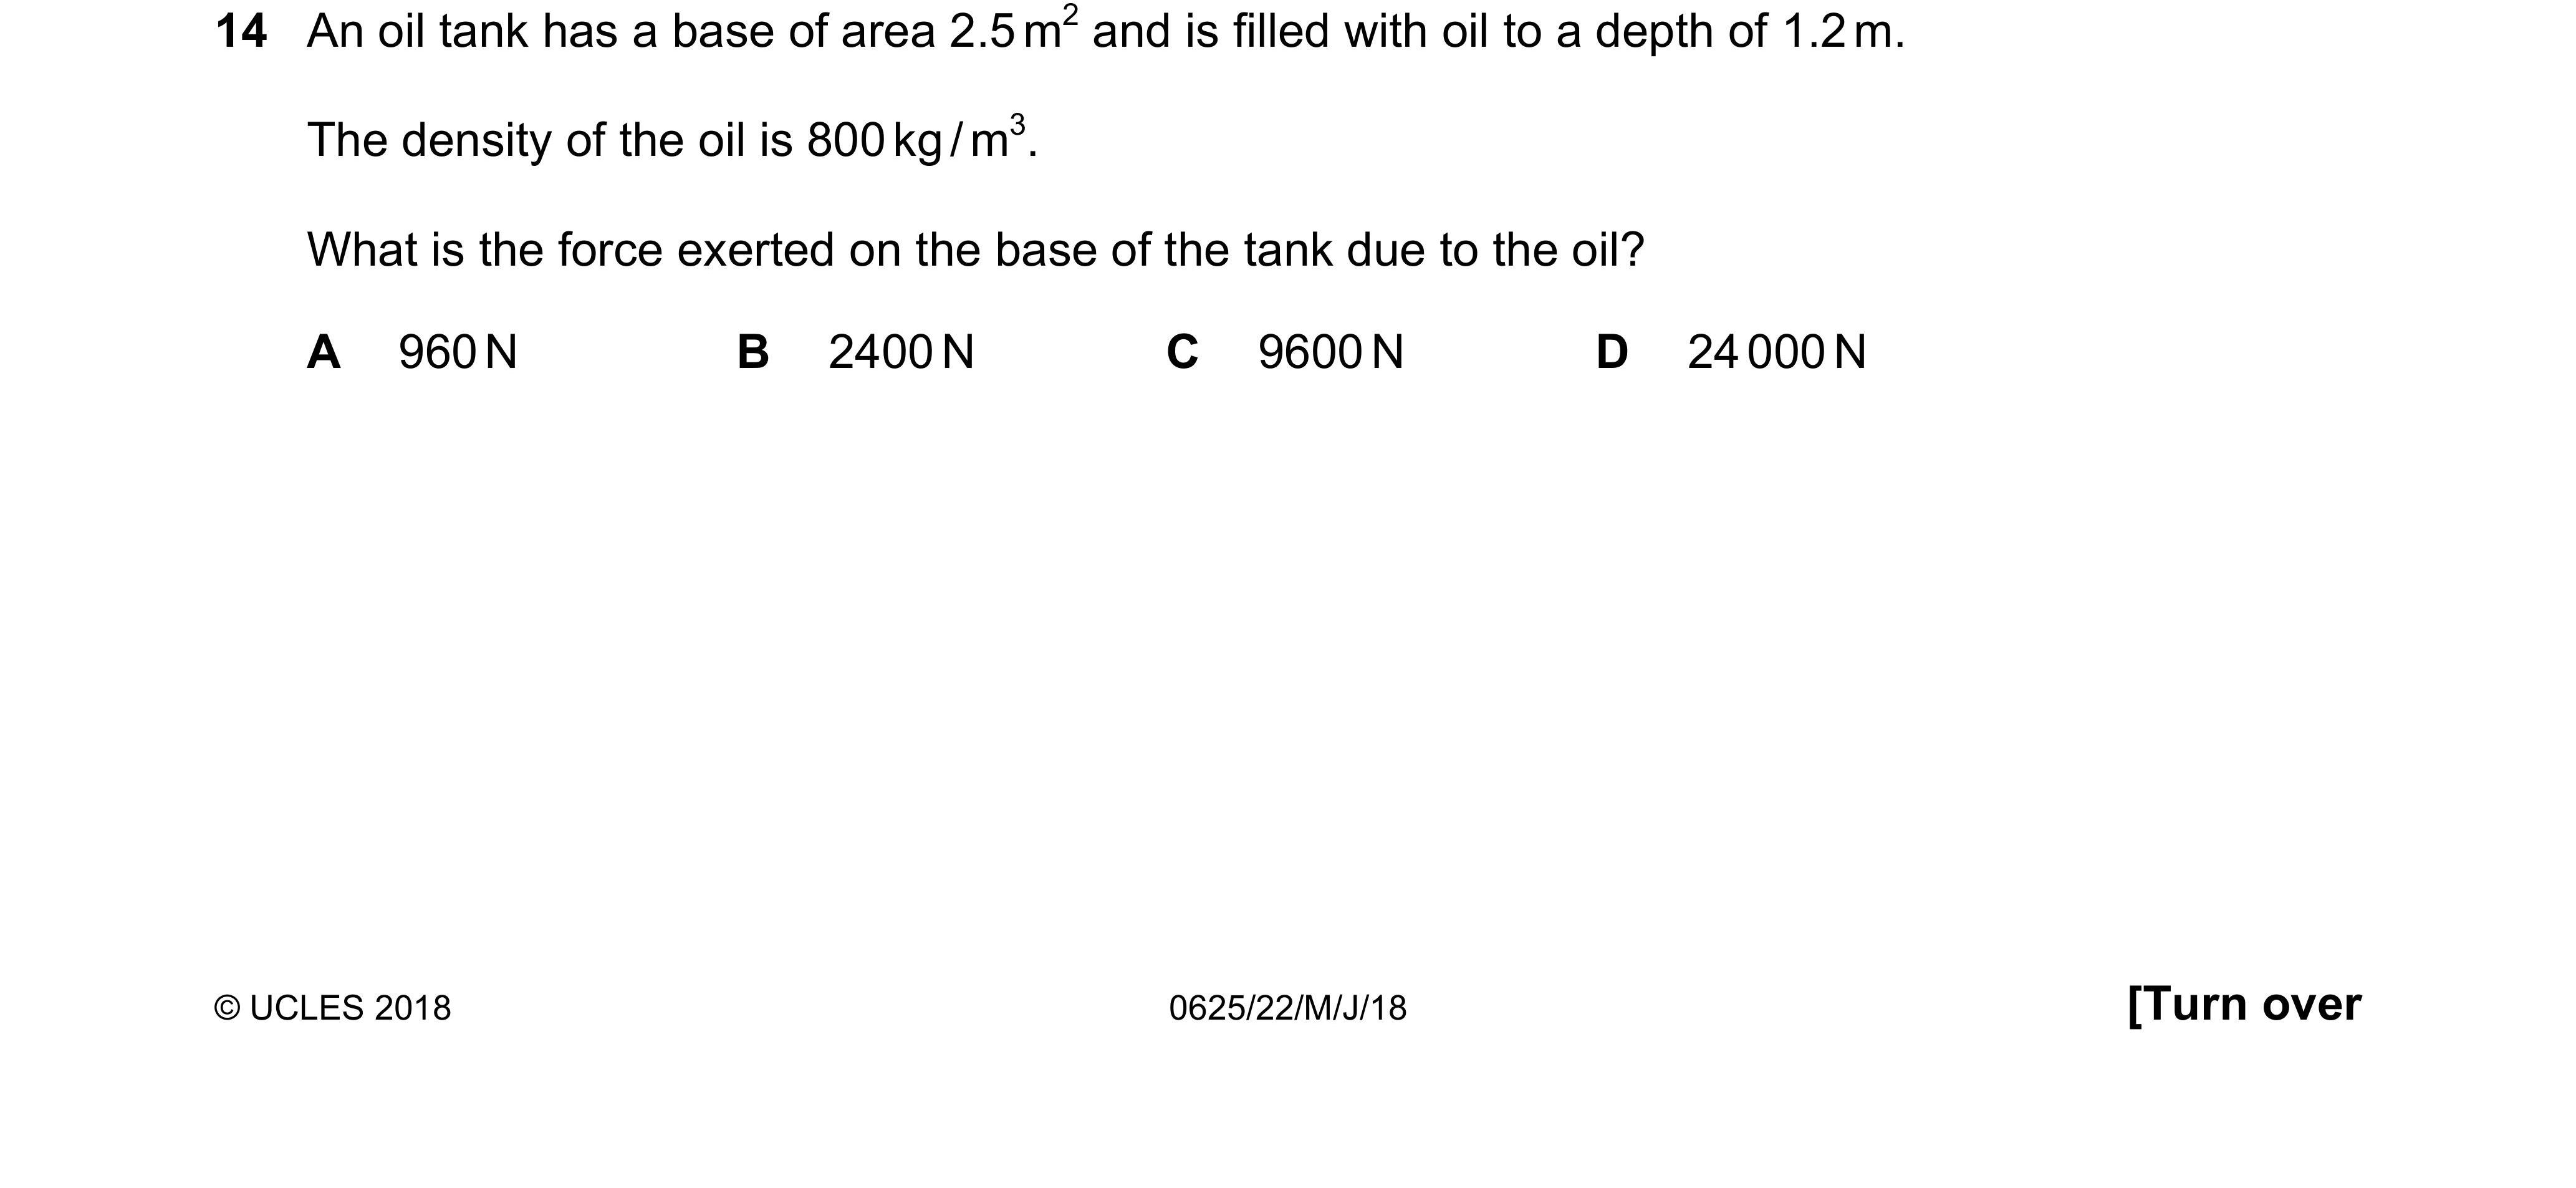 14 An oil tank has a base of area 2.5 m² and is filled with oil to a depth of 1.2 m.
The density of the oil is 800 kg / m³.
What is the force exerted on the base of the tank due to the oil?
A 960 N B 2400 N C 9600 N D 24 000 N
© UCLES 2018 0625/22/M/J/18 [Turn over